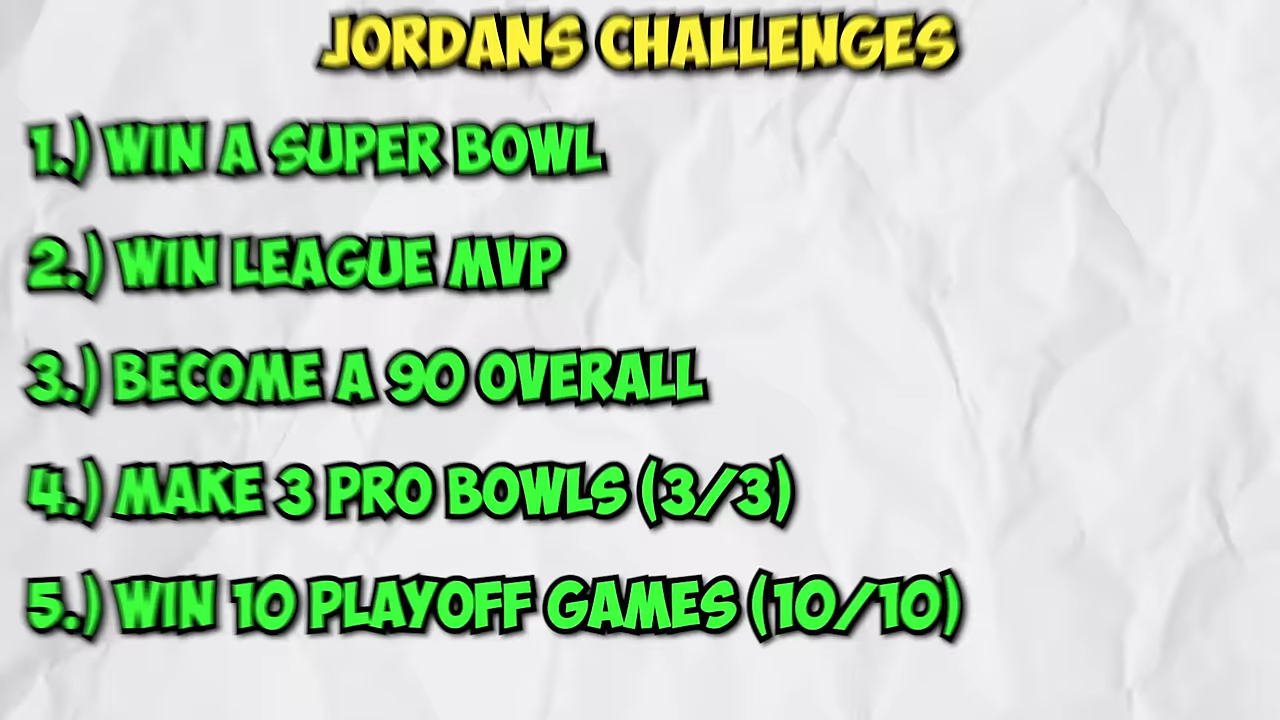 JORDANS CHALLENGES
1.) WIN A SUPER BOWL
2.) WIN LEAGUE MVP
3.) BECOME A 90 OVERALL
4.) MAKE 3 PRO BOWLS (3/3)
5.) WIN 10 PLAYOFF GAMES (10/10)